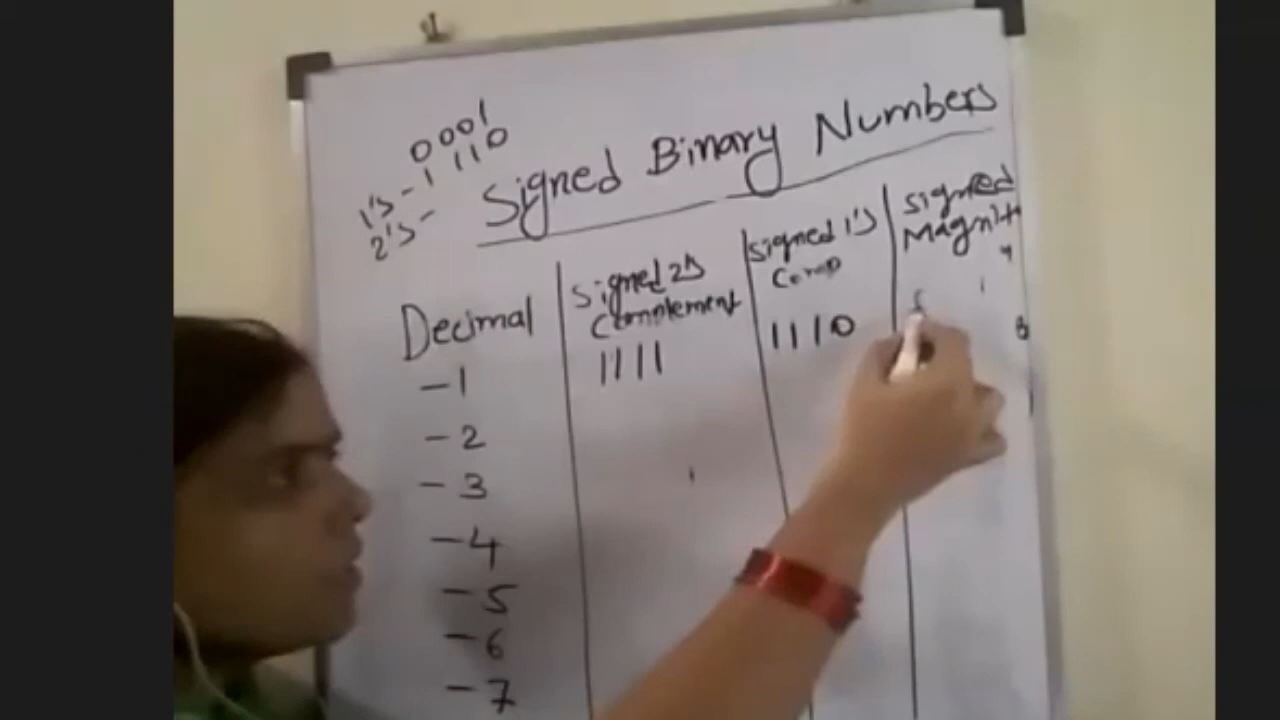 0001
1's - 1110
2's -
Signed Binary Numbers
Decimal
Signed 2's Complement
Signed 1's Comp
Signed
-1 1111 1110
-2
-3
-4
-5
-6
-7